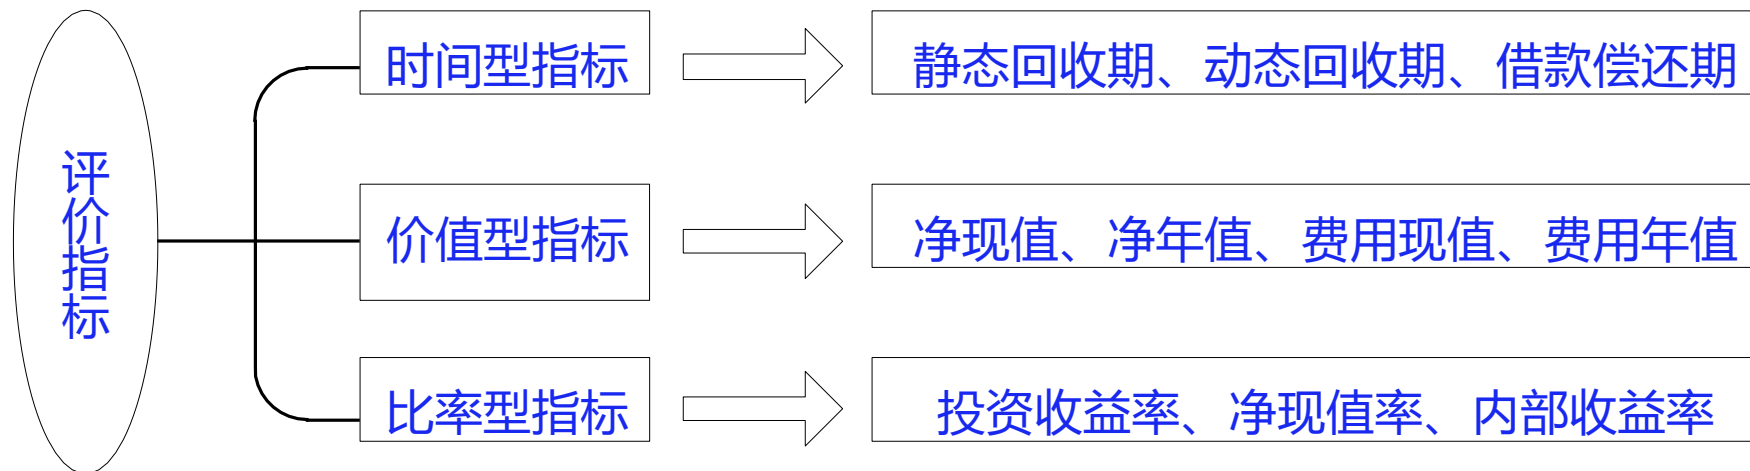 评价指标
时间型指标
静态回收期、动态回收期、借款偿还期
价值型指标
净现值、净年值、费用现值、费用年值
比率型指标
投资收益率、净现值率、内部收益率